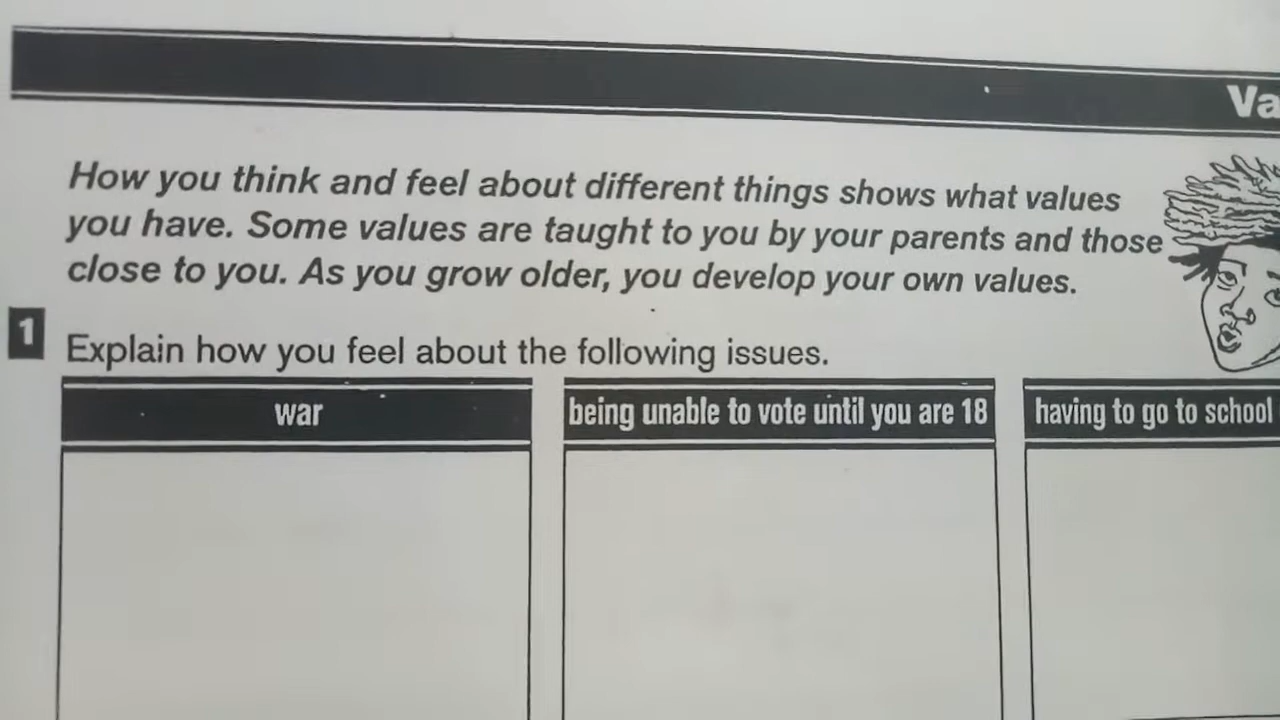 Va
How you think and feel about different things shows what values
you have. Some values are taught to you by your parents and those
close to you. As you grow older, you develop your own values.
1
Explain how you feel about the following issues.
war
being unable to vote until you are 18
having to go to school